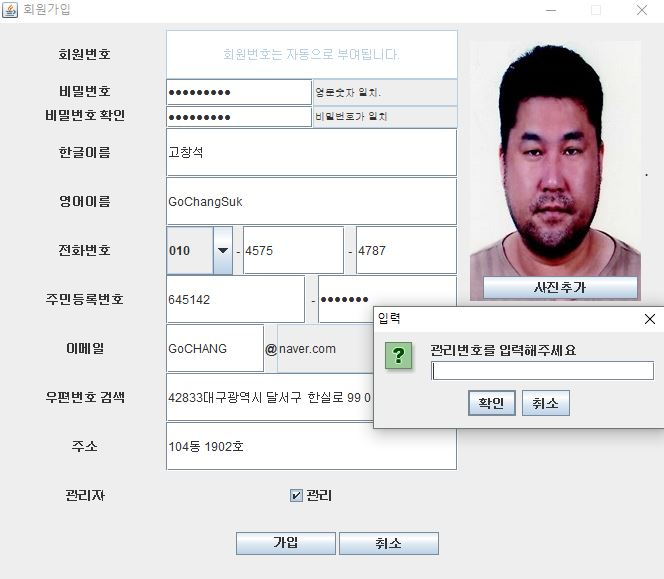 회원가입
회원번호 회원번호는 자동으로 부여됩니다.
비밀번호 ●●●●●●●●● 영문숫자 일치.
비밀번호 확인 ●●●●●●●●● 비밀번호가 일치
한글이름 고창석
영어이름 GoChangSuk
전화번호 010 - 4575 - 4787
사진추가
주민등록번호 645142 - ●●●●●●●
입력
이메일 GoCHANG @ naver.com
? 관리번호를 입력해주세요
우편번호 검색 42833대구광역시 달서구 한실로 99 0
확인 취소
주소 104동 1902호
관리자 관리
가입 취소